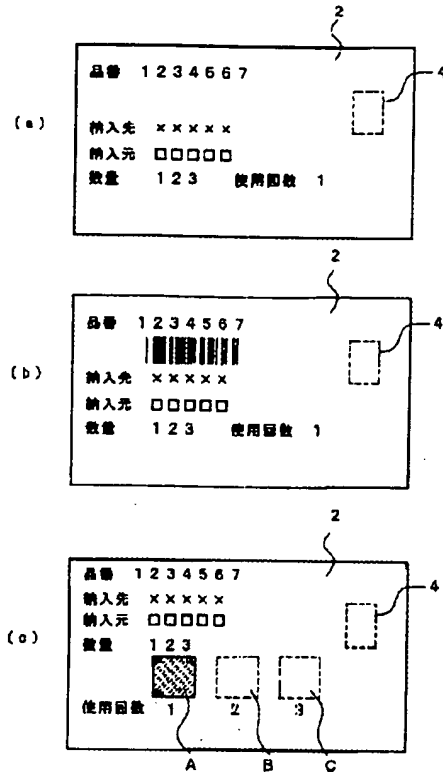 2
(a)
品番 1234567
4
納入先 ×××××
納入元 □□□□□
数量 123 使用回数 1
2
(b)
品番 1234567
4
納入先 ×××××
納入元 □□□□□
数量 123 使用回数 1
2
(c)
品番 1234567
納入先 ×××××
納入元 □□□□□
4
数量 123
使用回数 1 2 3
A B C